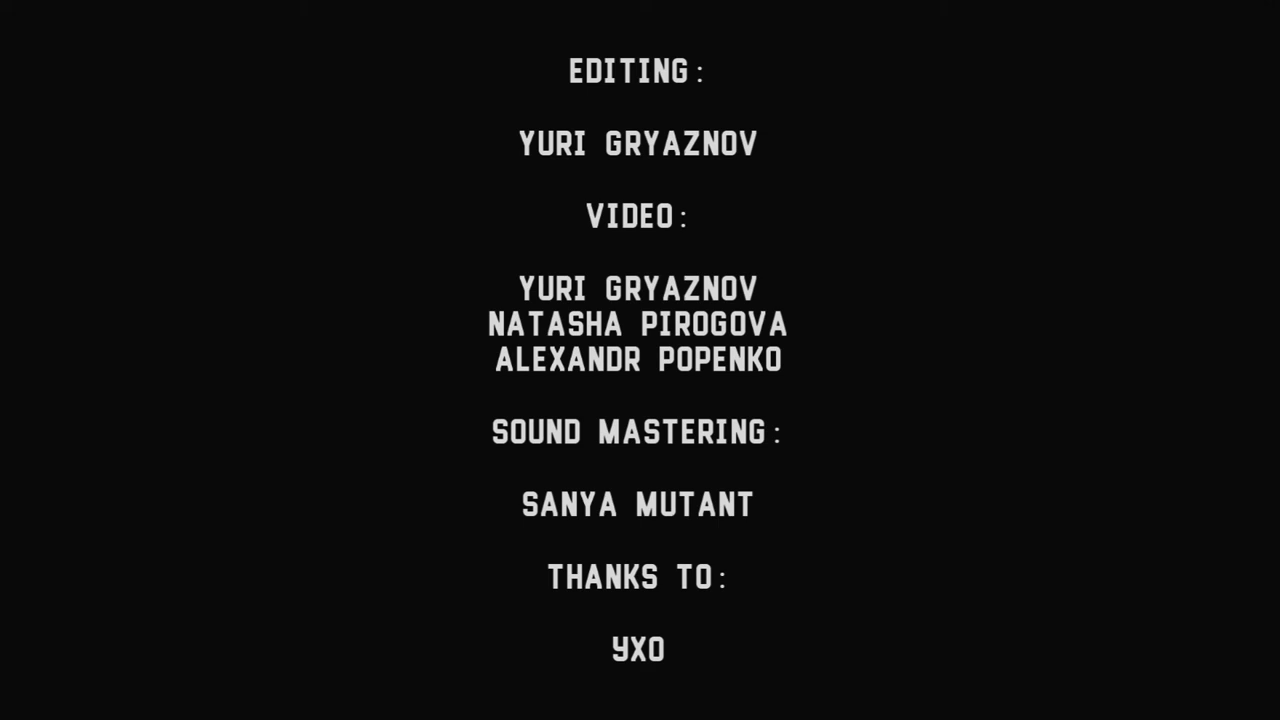 EDITING:
YURI GRYAZNOV
VIDEO:
YURI GRYAZNOV
NATASHA PIROGOVA
ALEXANDR POPENKO
SOUND MASTERING:
SANYA MUTANT
THANKS TO:
УХО